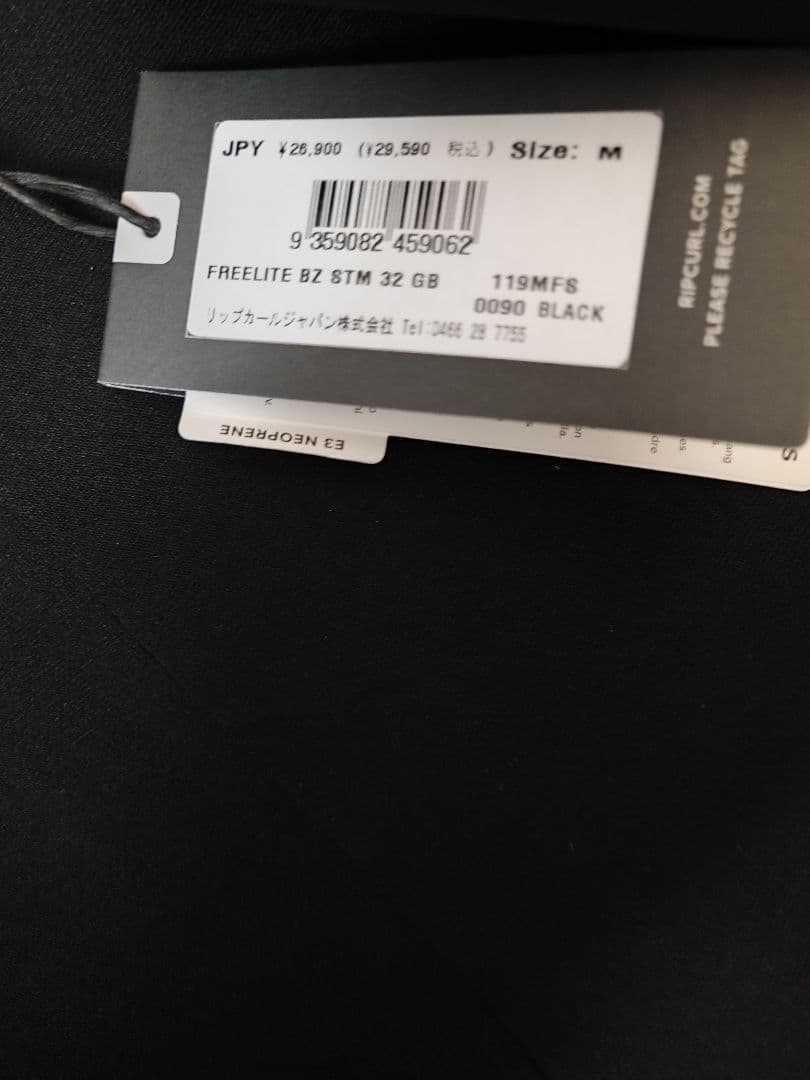 JPY ¥26,900 (¥29,590 税込) Size: M
9 359082 459062
FREELITE BZ STM 32 GB 119MFS
0090 BLACK
リップカールジャパン株式会社 Tel:0466 28 7755
RIPCURL.COM
PLEASE RECYCLE TAG
E3 NEOPRENE